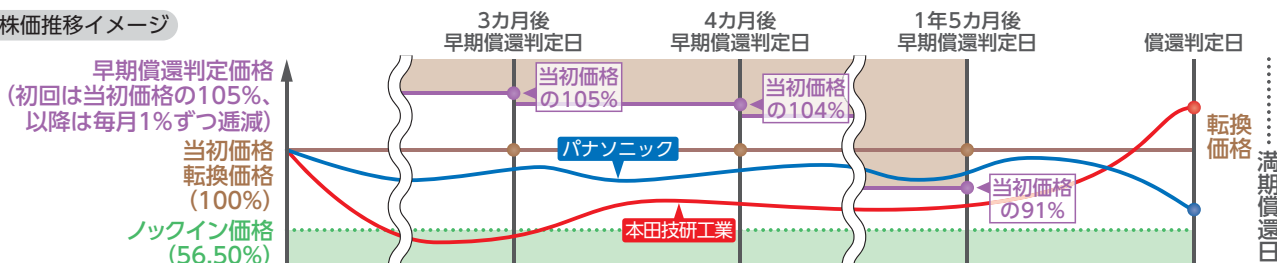 株価推移イメージ
3カ月後
早期償還判定日
4カ月後
早期償還判定日
1年5カ月後
早期償還判定日
償還判定日
早期償還判定価格
(初回は当初価格の105%、
以降は毎月1%ずつ逓減)
当初価格
の105%
当初価格
の104%
当初価格
転換価格
(100%)
パナソニック
当初価格
の91%
本田技研工業
ノックイン価格
(56.50%)
転換
価格
満期償還日